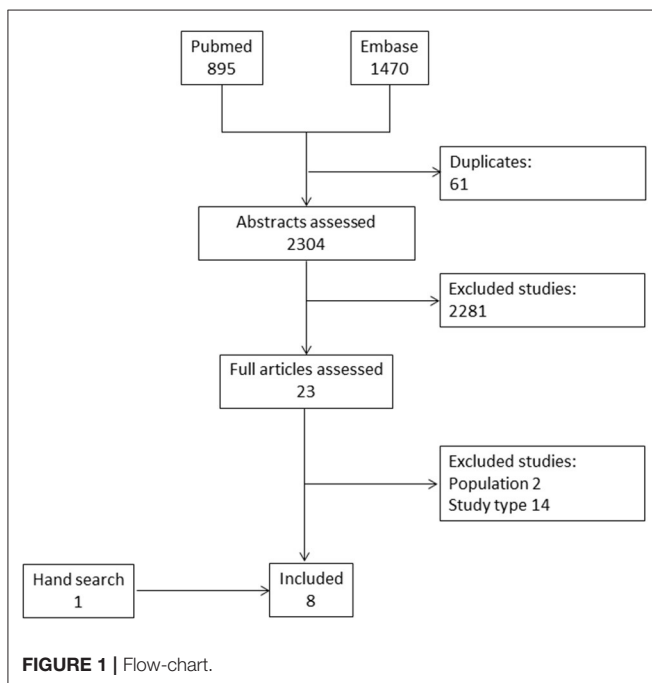 Pubmed
895
Embase
1470
Duplicates:
61
Abstracts assessed
2304
Excluded studies:
2281
Full articles assessed
23
Excluded studies:
Population 2
Study type 14
Hand search
1
Included
8
FIGURE 1 | Flow-chart.